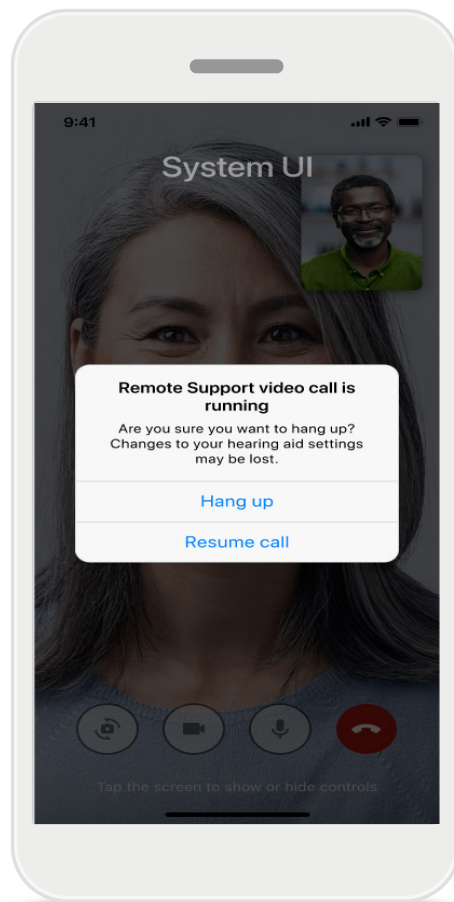 9:41
System UI
Remote Support video call is
running
Are you sure you want to hang up?
Changes to your hearing aid settings
may be lost.
Hang up
Resume call
Tap the screen to show or hide controls